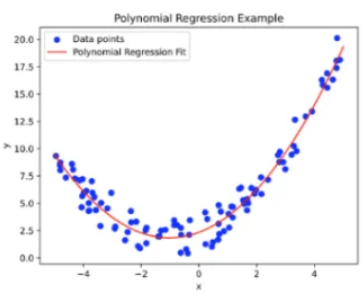 Polynomial Regression Example
Data points
Polynomial Regression Fit
20.0
17.5
15.0
12.5
10.0
7.5
5.0
2.5
0.0
y
−4 −2 0 2 4
x